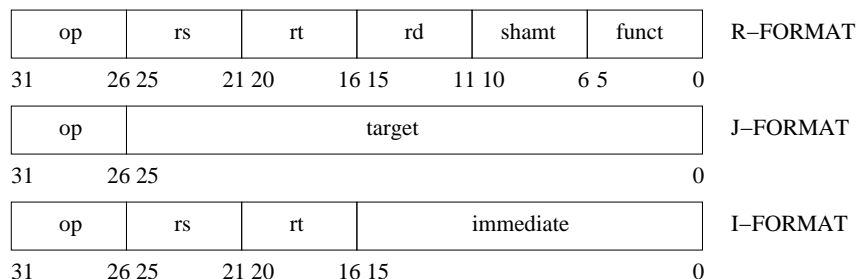 op rs rt rd shamt funct R−FORMAT
31 26 25 21 20 16 15 11 10 6 5 0
op target J−FORMAT
31 26 25 0
op rs rt immediate I−FORMAT
31 26 25 21 20 16 15 0